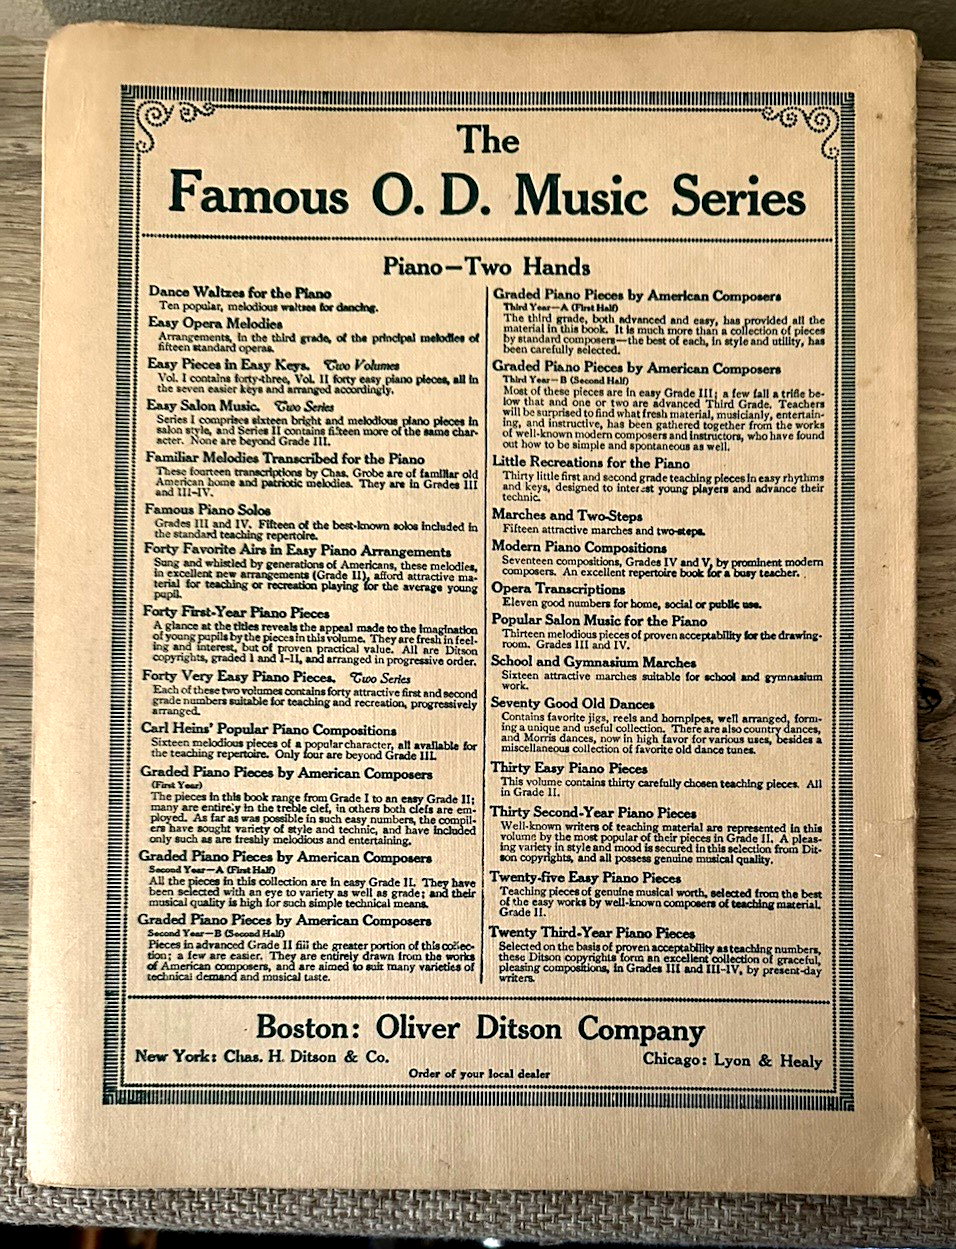 The
Famous O. D. Music Series
Piano—Two Hands
Dance Waltzes for the Piano
Ten popular, melodious waltzes for dancing.
Easy Opera Melodies
Arrangements, in the third grade, of the principal melodies of
fifteen standard operas.
Easy Pieces in Easy Keys. Two Volumes
Vol. I contains forty-three, Vol. II forty easy piano pieces, all in
the seven easier keys and arranged accordingly.
Easy Salon Music. Two Series
Series I comprises sixteen bright and melodious piano pieces in
salon style, and Series II contains fifteen more of the same char-
acter. None are beyond Grade III.
Familiar Melodies Transcribed for the Piano
These fourteen transcriptions by Chas. Grobe are of familiar old
American home and patriotic melodies. They are in Grades III
and III-IV.
Famous Piano Solos
Grades III and IV. Fifteen of the best-known solos included in
the standard teaching repertoire.
Forty Favorite Airs in Easy Piano Arrangements
Sung and whistled by generations of Americans, these melodies,
in excellent new arrangements (Grade II), afford attractive ma-
terial for teaching or recreation playing for the average young
pupil.
Forty First-Year Piano Pieces
A glance at the titles reveals the appeal made to the imagination
of young pupils by the pieces in this volume. They are fresh in feel-
ing and interest, but of proven practical value. All are Ditson
copyrights, graded I and I-II, and arranged in progressive order.
Forty Very Easy Piano Pieces. Two Series
Each of these two volumes contains forty attractive first and second
grade numbers suitable for teaching and recreation, progressively
arranged.
Carl Heins' Popular Piano Compositions
Sixteen melodious pieces of a popular character, all available for
the teaching repertoire. Only four are beyond Grade III.
Graded Piano Pieces by American Composers
(First Year)
The pieces in this book range from Grade I to an easy Grade II;
many are entirely in the treble clef, in others both clefs are em-
ployed. As far as was possible in such easy numbers, the compil-
ers have sought variety of style and technic, and have included
only such as are freshly melodious and entertaining.
Graded Piano Pieces by American Composers
Second Year—A (First Half)
All the pieces in this collection are in easy Grade II. They have
been selected with an eye to variety as well as grade; and their
musical quality is high for such simple technical means.
Graded Piano Pieces by American Composers
Second Year—B (Second Half)
Pieces in advanced Grade II fill the greater portion of this collec-
tion; a few are easier. They are entirely drawn from the works
of American composers, and are aimed to suit many varieties of
technical demand and musical taste.
Graded Piano Pieces by American Composers
Third Year—A (First Half)
The third grade, both advanced and easy, has provided all the
material in this book. It is much more than a collection of pieces
by standard composers—the best of each, in style and utility, has
been carefully selected.
Graded Piano Pieces by American Composers
Third Year—B (Second Half)
Most of these pieces are in easy Grade III; a few fall a trifle be-
low that and one or two are advanced Third Grade. Teachers
will be surprised to find what fresh material, musicianly, entertain-
ing, and instructive, has been gathered together from the works
of well-known modern composers and instructors, who have found
out how to be simple and spontaneous as well.
Little Recreations for the Piano
Thirty little first and second grade teaching pieces in easy rhythms
and keys, designed to interest young players and advance their
technic.
Marches and Two-Steps
Fifteen attractive marches and two-steps.
Modern Piano Compositions
Seventeen compositions, Grades IV and V, by prominent modern
composers. An excellent repertoire book for a busy teacher.
Opera Transcriptions
Eleven good numbers for home, social or public use.
Popular Salon Music for the Piano
Thirteen melodious pieces of proven acceptability for the drawing-
room. Grades III and IV.
School and Gymnasium Marches
Sixteen attractive marches suitable for school and gymnasium
work.
Seventy Good Old Dances
Contains favorite jigs, reels and hornpipes, well arranged, form-
ing a unique and useful collection. There are also country dances,
and Morris dances, now in high favor for various uses, besides a
miscellaneous collection of favorite old dance tunes.
Thirty Easy Piano Pieces
This volume contains thirty carefully chosen teaching pieces. All
in Grade II.
Thirty Second-Year Piano Pieces
Well-known writers of teaching material are represented in this
volume by the most popular of their pieces in Grade II. A pleas-
ing variety in style and mood is secured in this selection from Dit-
son copyrights, and all possess genuine musical quality.
Twenty-five Easy Piano Pieces
Teaching pieces of genuine musical worth, selected from the best
of the easy works by well-known composers of teaching material.
Grade II.
Twenty Third-Year Piano Pieces
Selected on the basis of proven acceptability as teaching numbers,
these Ditson copyrights form an excellent collection of graceful,
pleasing compositions, in Grades III and III-IV, by present-day
writers.
Boston: Oliver Ditson Company
New York: Chas. H. Ditson & Co.
Chicago: Lyon & Healy
Order of your local dealer